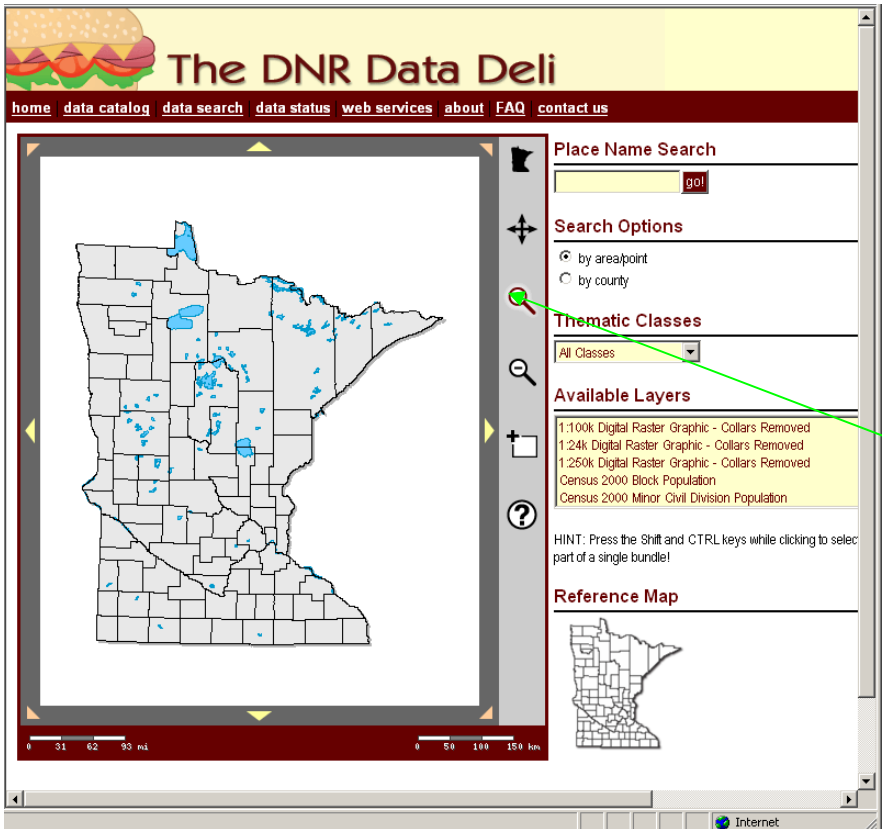 The DNR Data Deli
home data catalog data search data status web services about FAQ contact us
Place Name Search
go!
Search Options
by area/point
by county
Thematic Classes
All Classes
Available Layers
1:100k Digital Raster Graphic - Collars Removed
1:24k Digital Raster Graphic - Collars Removed
1:250k Digital Raster Graphic - Collars Removed
Census 2000 Block Population
Census 2000 Minor Civil Division Population
HINT: Press the Shift and CTRL keys while clicking to selec
part of a single bundle!
Reference Map
0 31 62 93 mi
0 50 100 150 km
Internet